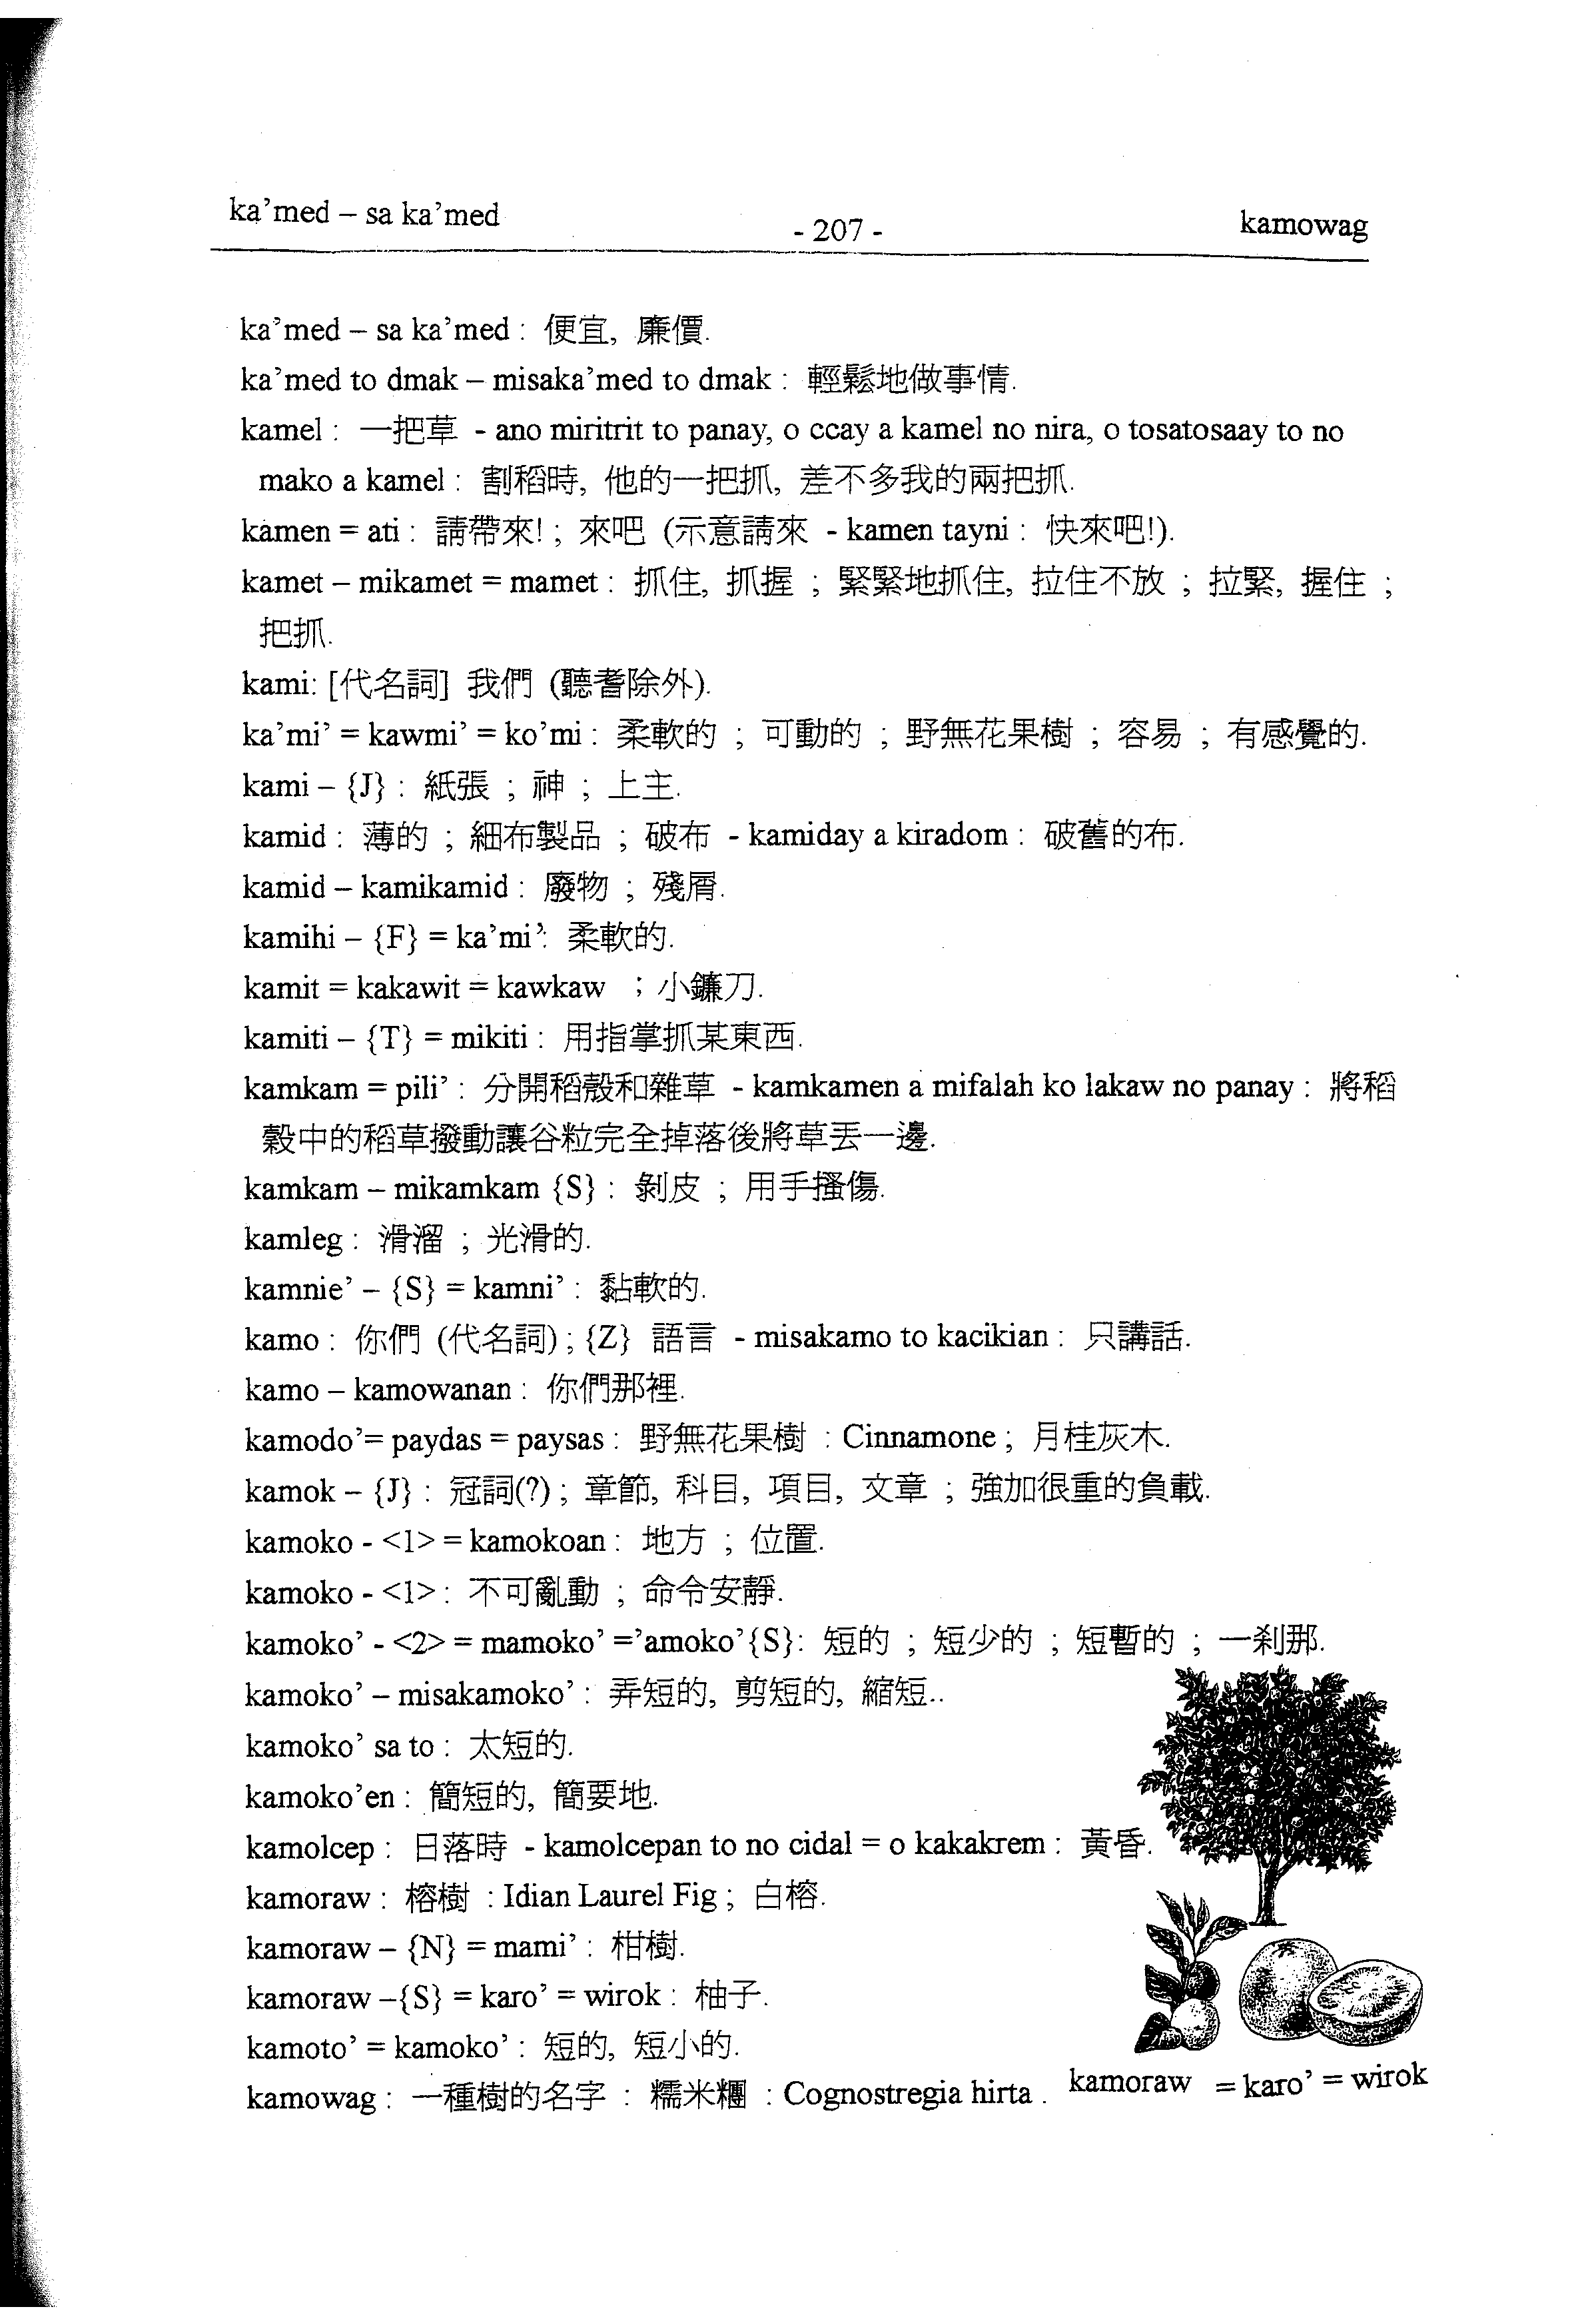 ka’med – sa ka’med
- 207 -
kamowag
ka’med – sa ka’med : 便宜, 廉價.
ka’med to dmak – misaka’med to dmak : 輕鬆地做事情.
kamel : 一把草 - ano miritrit to panay, o ccay a kamel no nira, o tosatosaay to no
mako a kamel : 割稻時, 他的一把抓, 差不多我的兩把抓.
kamen = ati : 請帶來! ; 來吧 (示意請來 - kamen tayni : 快來吧!).
kamet – mikamet = mamet : 抓住, 抓握 ; 緊緊地抓住, 拉住不放 ; 拉緊, 握住 ;
把抓.
kami: [代名詞] 我們 (聽者除外).
ka’mi’ = kawmi’ = ko’mi : 柔軟的 ; 可動的 ; 野無花果樹 ; 容易 ; 有感覺的.
kami – {J} : 紙張 ; 神 ; 上主.
kamid : 薄的 ; 細布製品 ; 破布 - kamiday a kiradom : 破舊的布.
kamid – kamikamid : 廢物 ; 殘屑.
kamihi – {F} = ka’mi’: 柔軟的.
kamit = kakawit = kawkaw ; 小鐮刀.
kamiti – {T} = mikiti : 用指掌抓某東西.
kamkam = pili’ : 分開稻殼和雜草 - kamkamen a mifalah ko lakaw no panay : 將稻
穀中的稻草撥動讓谷粒完全掉落後將草丟一邊.
kamkam – mikamkam {S} : 剝皮 ; 用手搔傷.
kamleg : 滑溜 ; 光滑的.
kamnie’ – {S} = kamni’ : 黏軟的.
kamo : 你們 (代名詞) ; {Z} 語言 - misakamo to kacikian : 只講話.
kamo – kamowanan : 你們那裡.
kamodo’= paydas = paysas : 野無花果樹 : Cinnamone ; 月桂灰木.
kamok – {J} : 冠詞(?) ; 章節, 科目, 項目, 文章 ; 強加很重的負載.
kamoko - <1> = kamokoan : 地方 ; 位置.
kamoko - <1> : 不可亂動 ; 命令安靜.
kamoko’ - <2> = mamoko’ =’amoko’{S}: 短的 ; 短少的 ; 短暫的 ; 一剎那.
kamoko’ – misakamoko’ : 弄短的, 剪短的, 縮短..
kamoko’ sa to : 太短的.
kamoko’en : 簡短的, 簡要地.
kamolcep : 日落時 - kamolcepan to no cidal = o kakakrem : 黃昏.
kamoraw : 榕樹 : Idian Laurel Fig ; 白榕.
kamoraw – {N} = mami’ : 柑樹.
kamoraw –{S} = karo’ = wirok : 柚子.
kamoto’ = kamoko’ : 短的, 短小的.
kamowag : 一種樹的名字 : 糯米糰 : Cognostregia hirta .
kamoraw = karo’ = wirok